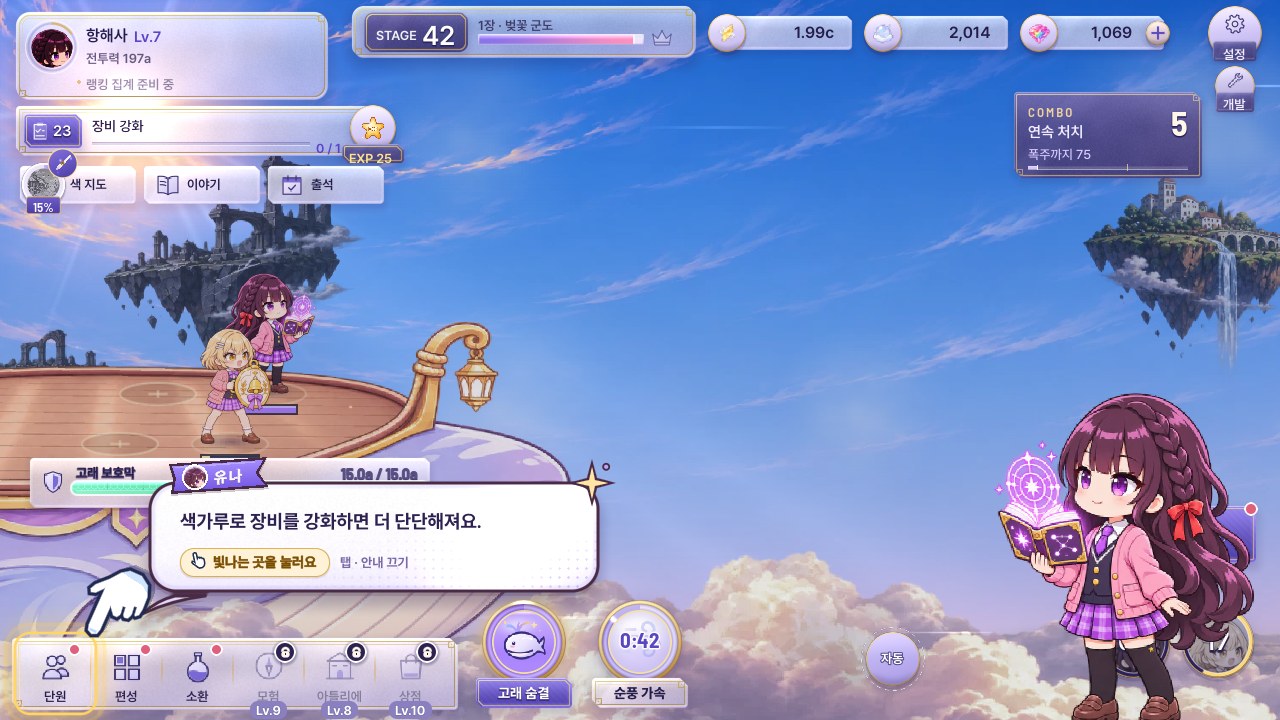 항해사 Lv.7
전투력 197a
* 랭킹 집계 준비 중
STAGE 42
1장 · 벚꽃 군도
1.99c
2,014
1,069
설정
개발
23
장비 강화
0 / 1
EXP 25
색 지도
15%
이야기
출석
COMBO
연속 처치
5
폭주까지 75
고래 보호막
15.0a / 15.0a
유나
색가루로 장비를 강화하면 더 단단해져요.
빛나는 곳을 눌러요
탭 · 안내 끄기
단원
편성
소환
모험
Lv.9
아틀리에
Lv.8
상점
Lv.10
고래 숨결
0:42
순풍 가속
자동